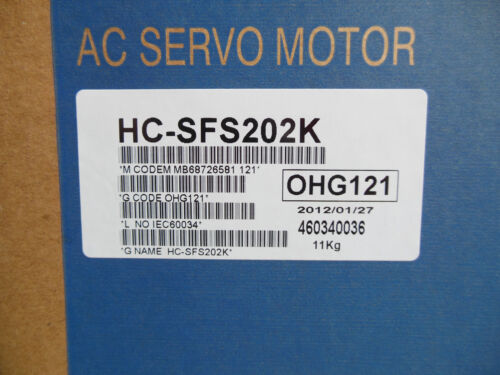 AC SERVO MOTOR
HC-SFS202K
*M CODEM MB68726581 121*
*G CODE OHG121*
*L NO IEC60034*
*G NAME HC-SFS202K*
OHG121
2012/01/27
460340036
11Kg